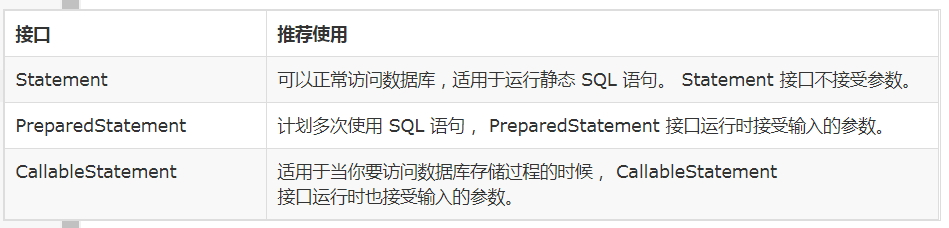 接口 推荐使用
Statement 可以正常访问数据库，适用于运行静态 SQL 语句。 Statement 接口不接受参数。
PreparedStatement 计划多次使用 SQL 语句， PreparedStatement 接口运行时接受输入的参数。
CallableStatement 适用于当你要访问数据库存储过程的时候， CallableStatement
接口运行时也接受输入的参数。